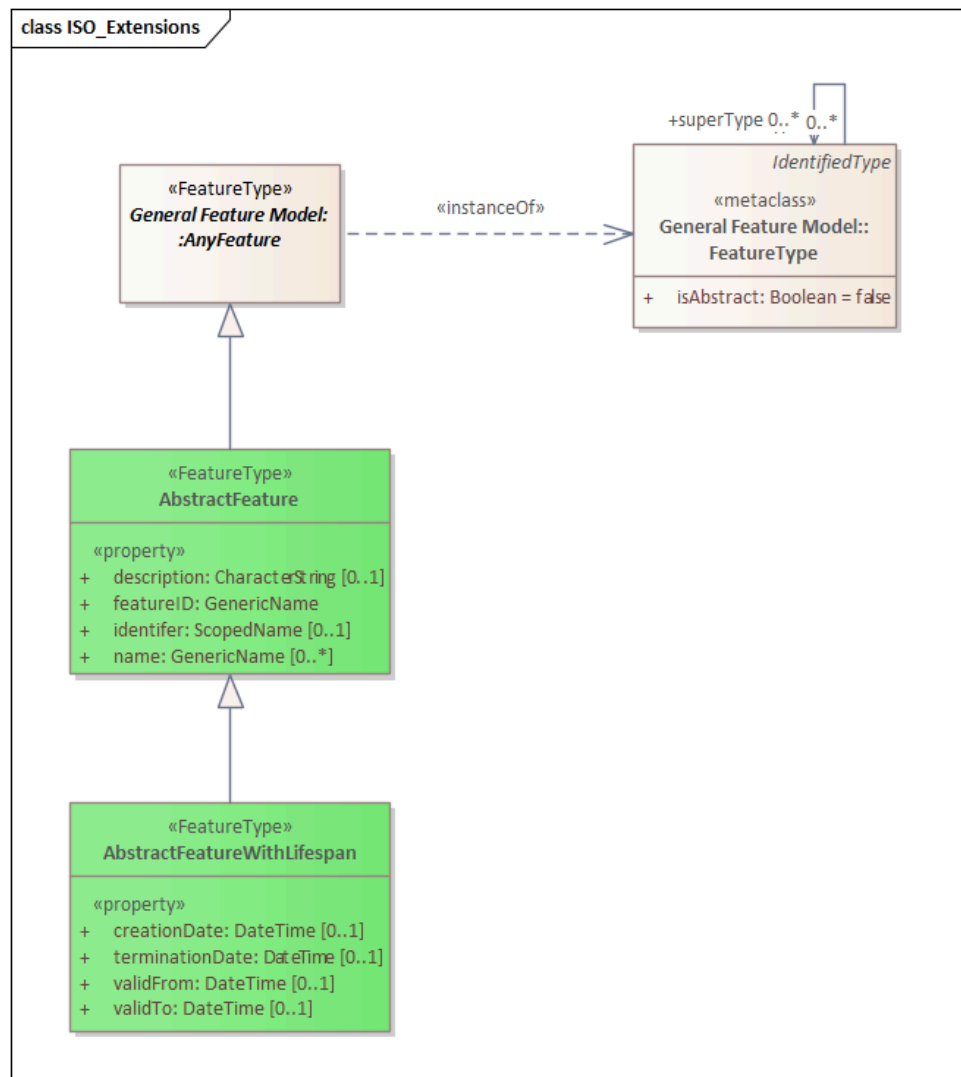 class ISO_Extensions
+superType 0..* 0..*
IdentifiedType
«metaclass»
General Feature Model::
FeatureType
+ isAbstract: Boolean = false
«instanceOf»
«FeatureType»
General Feature Model:
:AnyFeature
«FeatureType»
AbstractFeature
«property»
+ description: CharacterString [0..1]
+ featureID: GenericName
+ identifer: ScopedName [0..1]
+ name: GenericName [0..*]
«FeatureType»
AbstractFeatureWithLifespan
«property»
+ creationDate: DateTime [0..1]
+ terminationDate: DateTime [0..1]
+ validFrom: DateTime [0..1]
+ validTo: DateTime [0..1]